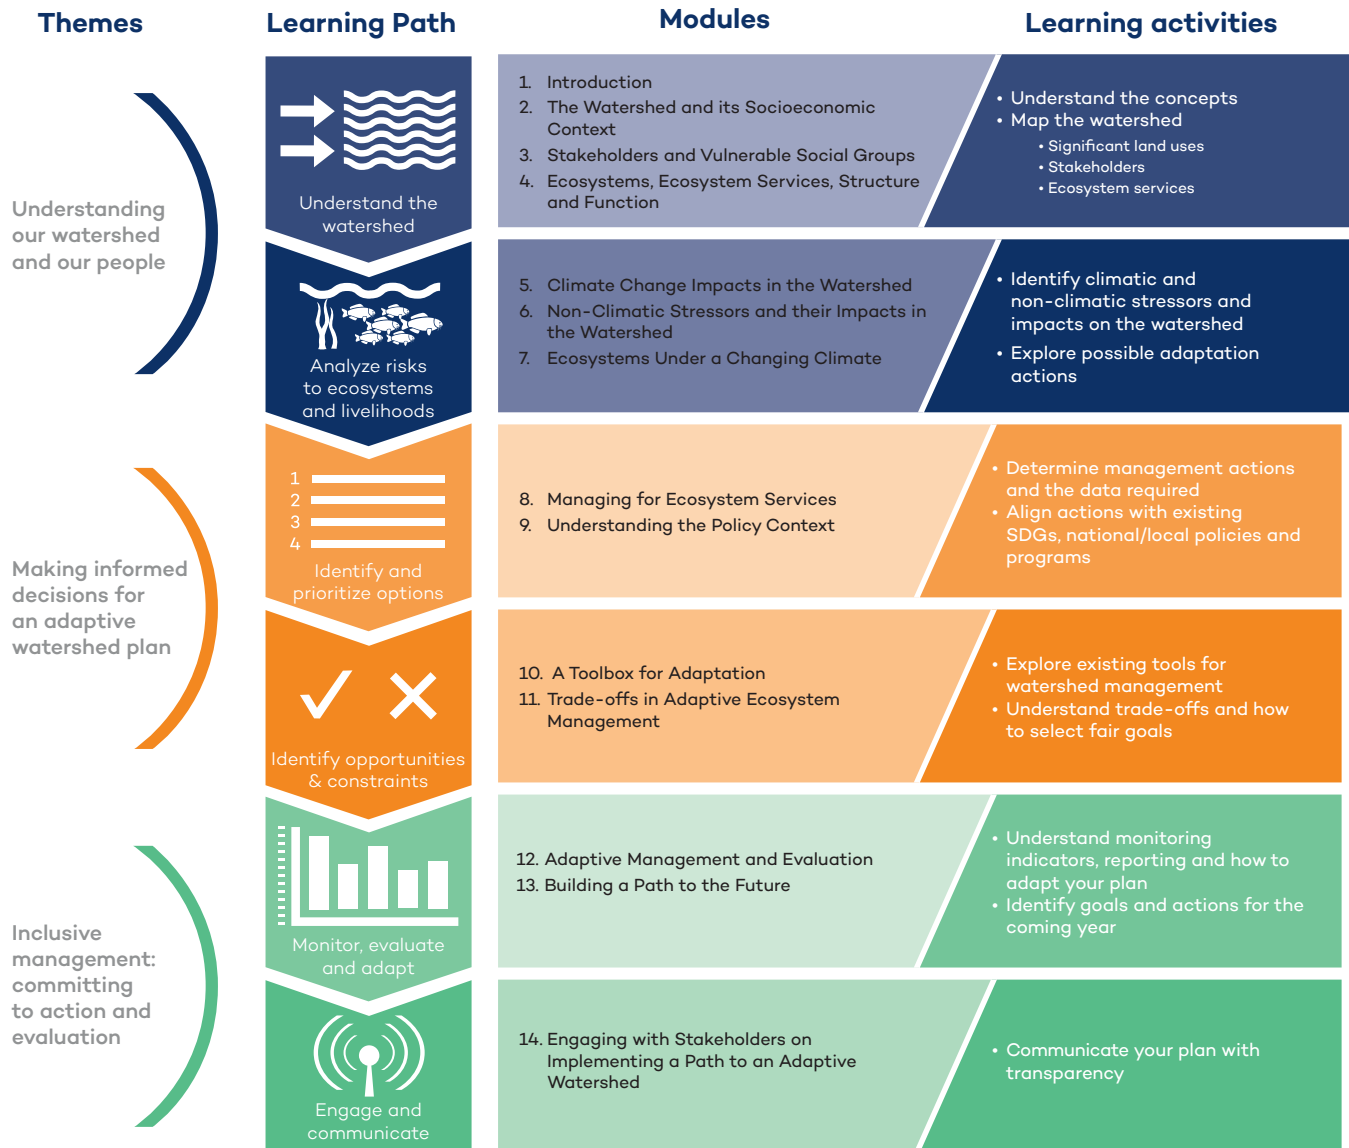 Themes
Learning Path
Modules
Learning activities
Understanding
our watershed
and our people
Understand the
watershed
1. Introduction
2. The Watershed and its Socioeconomic
Context
3. Stakeholders and Vulnerable Social Groups
4. Ecosystems, Ecosystem Services, Structure
and Function
• Understand the concepts
• Map the watershed
• Significant land uses
• Stakeholders
• Ecosystem services
Analyze risks
to ecosystems
and livelihoods
5. Climate Change Impacts in the Watershed
6. Non-Climatic Stressors and their Impacts in
the Watershed
7. Ecosystems Under a Changing Climate
• Identify climatic and
non-climatic stressors and
impacts on the watershed
• Explore possible adaptation
actions
Making informed
decisions for
an adaptive
watershed plan
1
2
3
4
Identify and
prioritize options
8. Managing for Ecosystem Services
9. Understanding the Policy Context
• Determine management actions
and the data required
• Align actions with existing
SDGs, national/local policies and
programs
Identify opportunities
& constraints
10. A Toolbox for Adaptation
11. Trade-offs in Adaptive Ecosystem
Management
• Explore existing tools for
watershed management
• Understand trade-offs and how
to select fair goals
Inclusive
management:
committing
to action and
evaluation
Monitor, evaluate
and adapt
12. Adaptive Management and Evaluation
13. Building a Path to the Future
• Understand monitoring
indicators, reporting and how to
adapt your plan
• Identify goals and actions for the
coming year
Engage and
communicate
14. Engaging with Stakeholders on
Implementing a Path to an Adaptive
Watershed
• Communicate your plan with
transparency